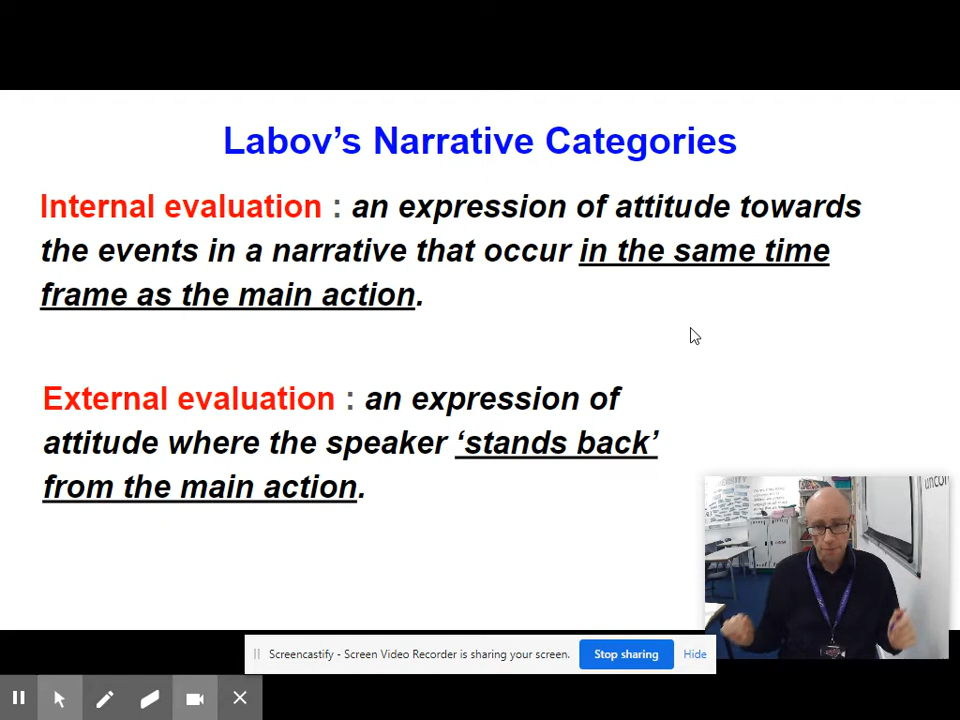 Labov's Narrative Categories
Internal evaluation : an expression of attitude towards
the events in a narrative that occur in the same time
frame as the main action.
External evaluation : an expression of
attitude where the speaker ‘stands back’
from the main action.
Screencastify - Screen Video Recorder is sharing your screen.
Stop sharing
Hide